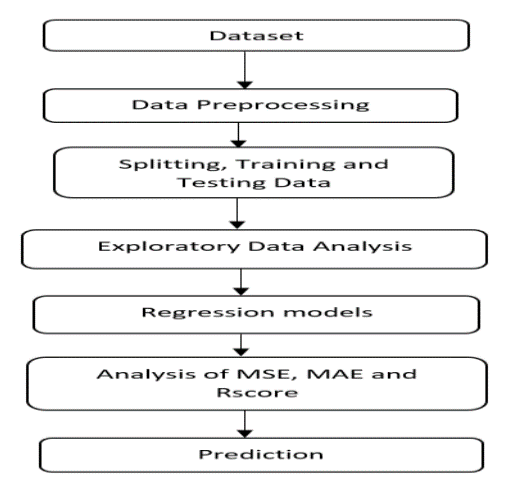 Dataset
Data Preprocessing
Splitting, Training and
Testing Data
Exploratory Data Analysis
Regression models
Analysis of MSE, MAE and
Rscore
Prediction